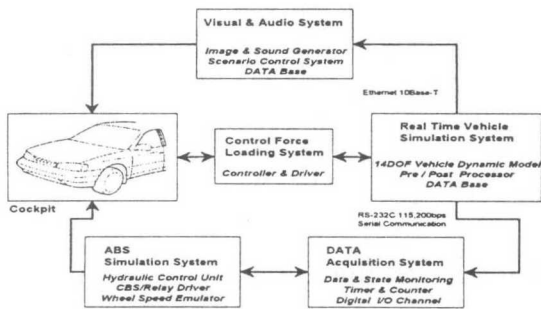 Visual & Audio System
Image & Sound Generator
Scenario Control System
DATA Base
Ethernet 10Base-T
Control Force
Loading System
Controller & Driver
Real Time Vehicle
Simulation System
14DOF Vehicle Dynamic Model
Pre / Post Processor
DATA Base
Cockpit
RS-232C 115,200bps
Serial Communication
ABS
Simulation System
Hydraulic Control Unit
CBS/Relay Driver
Wheel Speed Emulator
DATA
Acquisition System
Data & State Monitoring
Timer & Counter
Digital I/O Channel